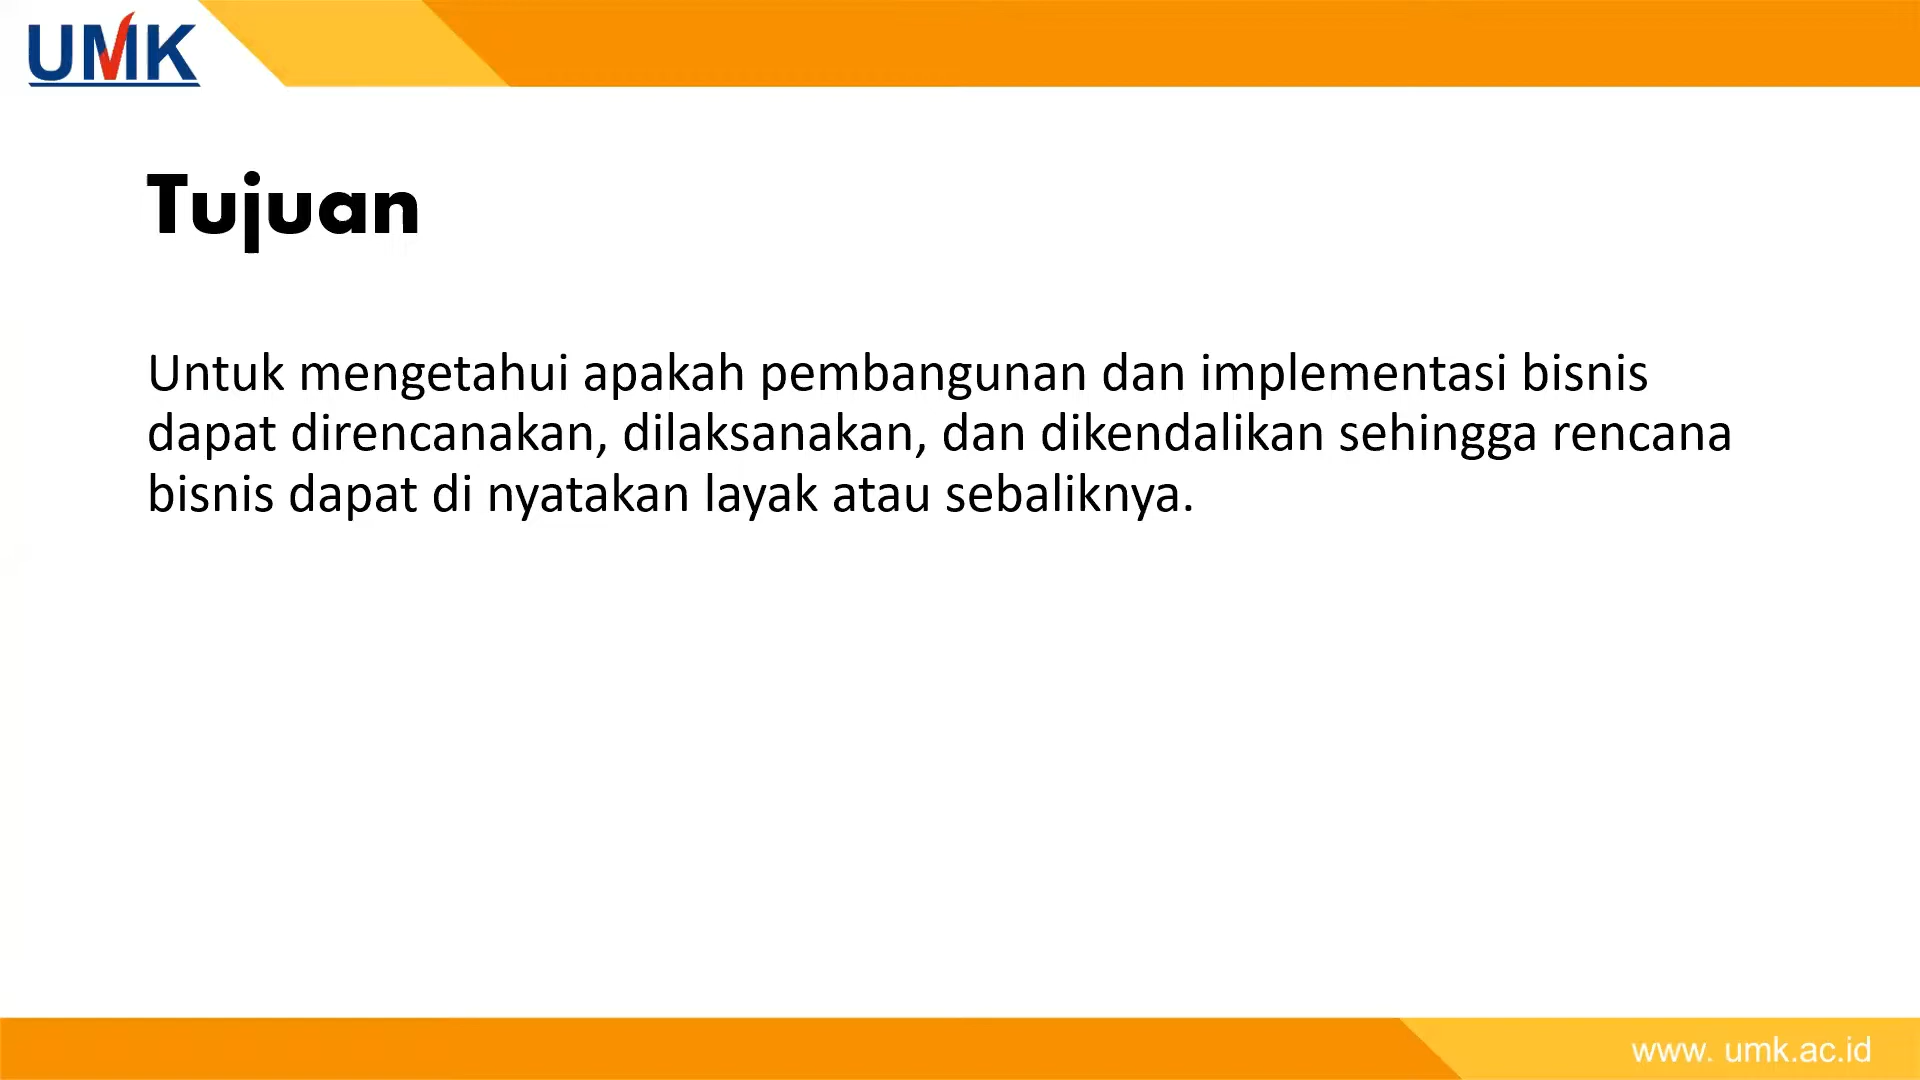 UMK
Tujuan
Untuk mengetahui apakah pembangunan dan implementasi bisnis
dapat direncanakan, dilaksanakan, dan dikendalikan sehingga rencana
bisnis dapat di nyatakan layak atau sebaliknya.
www. umk.ac.id